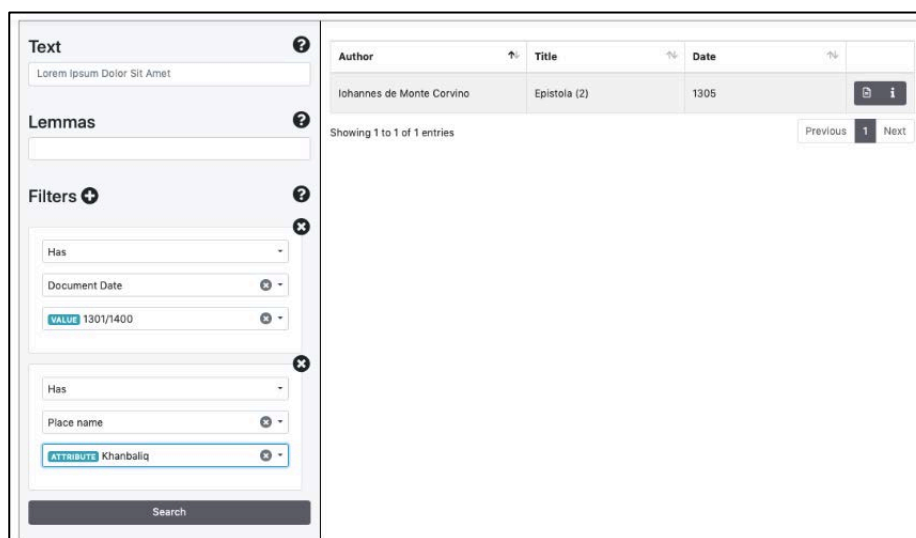 Text
Lorem Ipsum Dolor Sit Amet
Lemmas
Filters
Has
Document Date
VALUE 1301/1400
Has
Place name
ATTRIBUTE Khanbaliq
Search
Author Title Date
Iohannes de Monte Corvino Epistola (2) 1305
Showing 1 to 1 of 1 entries
Previous 1 Next